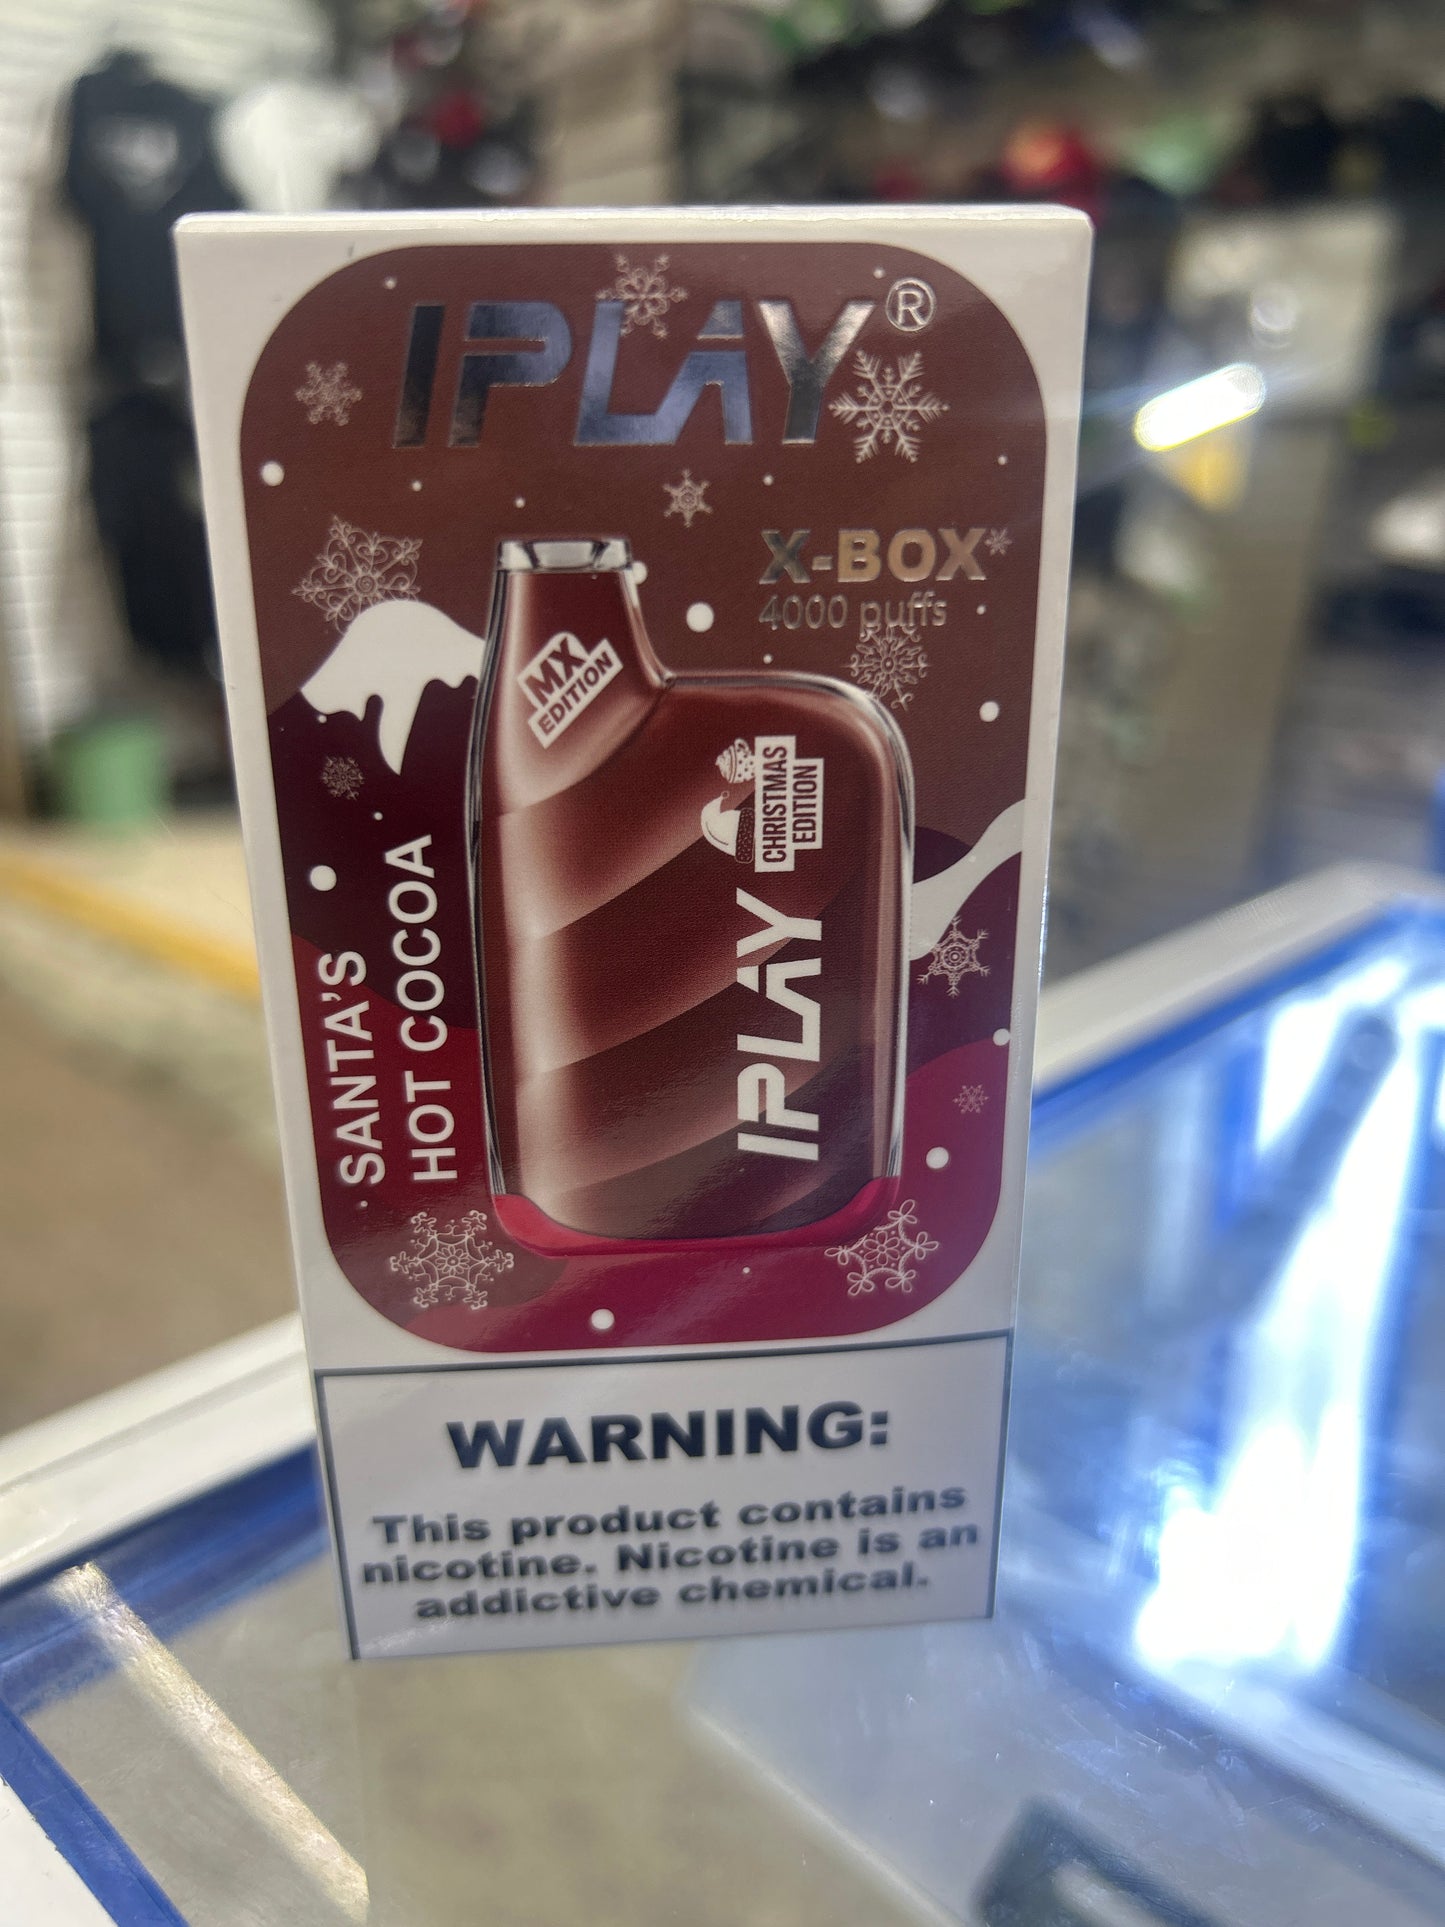 IPLAY®
X-BOX
4000 puffs
MX
EDITION
CHRISTMAS
EDITION
IPLAY
SANTA'S
HOT COCOA
WARNING:
This product contains
nicotine. Nicotine is an
addictive chemical.